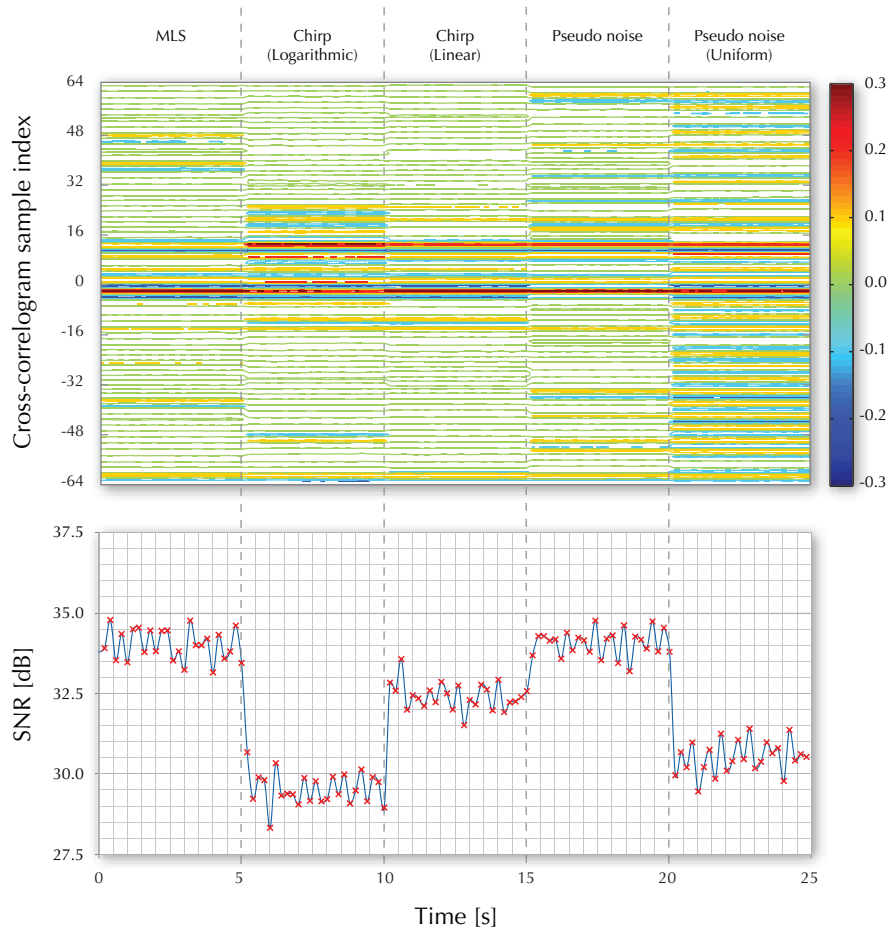 MLS
Chirp
(Logarithmic)
Chirp
(Linear)
Pseudo noise
Pseudo noise
(Uniform)
Cross-correlogram sample index
64
48
32
16
0
-16
-32
-48
-64
0.3
0.2
0.1
0.0
-0.1
-0.2
-0.3
SNR [dB]
37.5
35.0
32.5
30.0
27.5
0
5
10
15
20
25
Time [s]